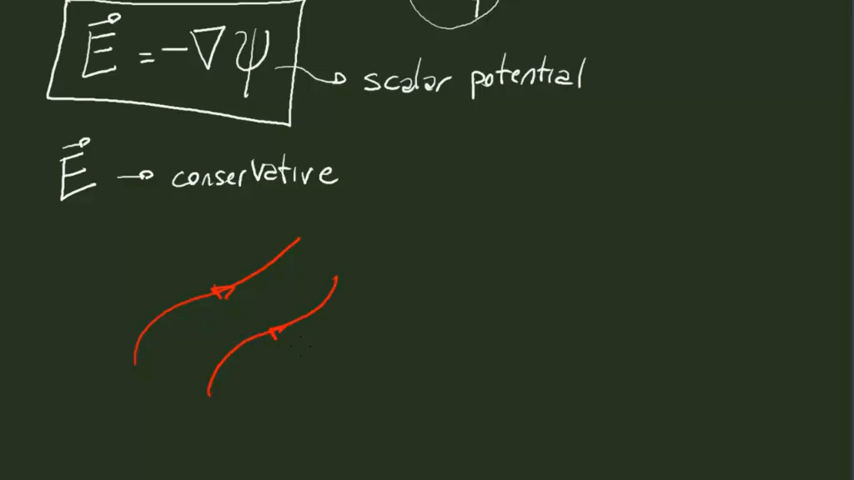 E⃗ = -∇ψ → scalar potential
E⃗ → conservative